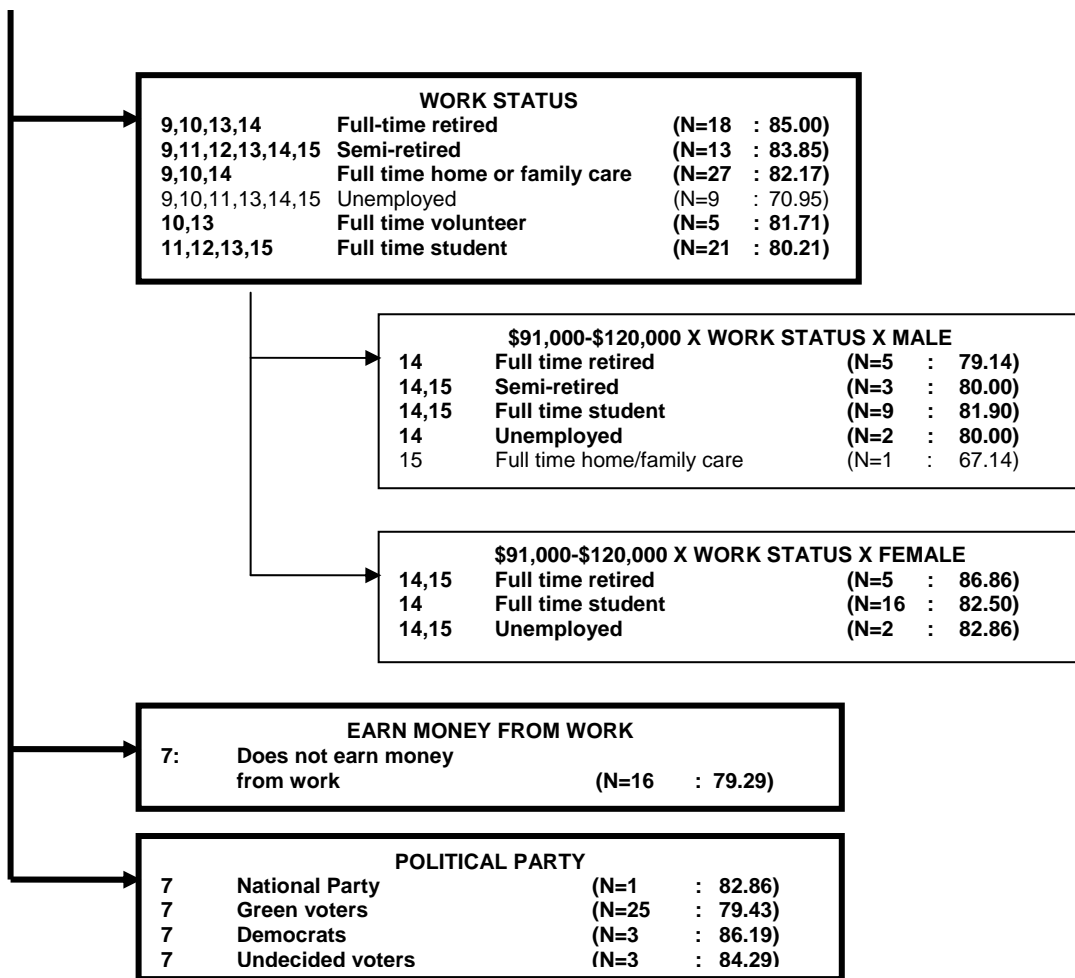 WORK STATUS
9,10,13,14 Full-time retired (N=18 : 85.00)
9,11,12,13,14,15 Semi-retired (N=13 : 83.85)
9,10,14 Full time home or family care (N=27 : 82.17)
9,10,11,13,14,15 Unemployed (N=9 : 70.95)
10,13 Full time volunteer (N=5 : 81.71)
11,12,13,15 Full time student (N=21 : 80.21)
$91,000-$120,000 X WORK STATUS X MALE
14 Full time retired (N=5 : 79.14)
14,15 Semi-retired (N=3 : 80.00)
14,15 Full time student (N=9 : 81.90)
14 Unemployed (N=2 : 80.00)
15 Full time home/family care (N=1 : 67.14)
$91,000-$120,000 X WORK STATUS X FEMALE
14,15 Full time retired (N=5 : 86.86)
14 Full time student (N=16 : 82.50)
14,15 Unemployed (N=2 : 82.86)
EARN MONEY FROM WORK
7: Does not earn money
from work (N=16 : 79.29)
POLITICAL PARTY
7 National Party (N=1 : 82.86)
7 Green voters (N=25 : 79.43)
7 Democrats (N=3 : 86.19)
7 Undecided voters (N=3 : 84.29)